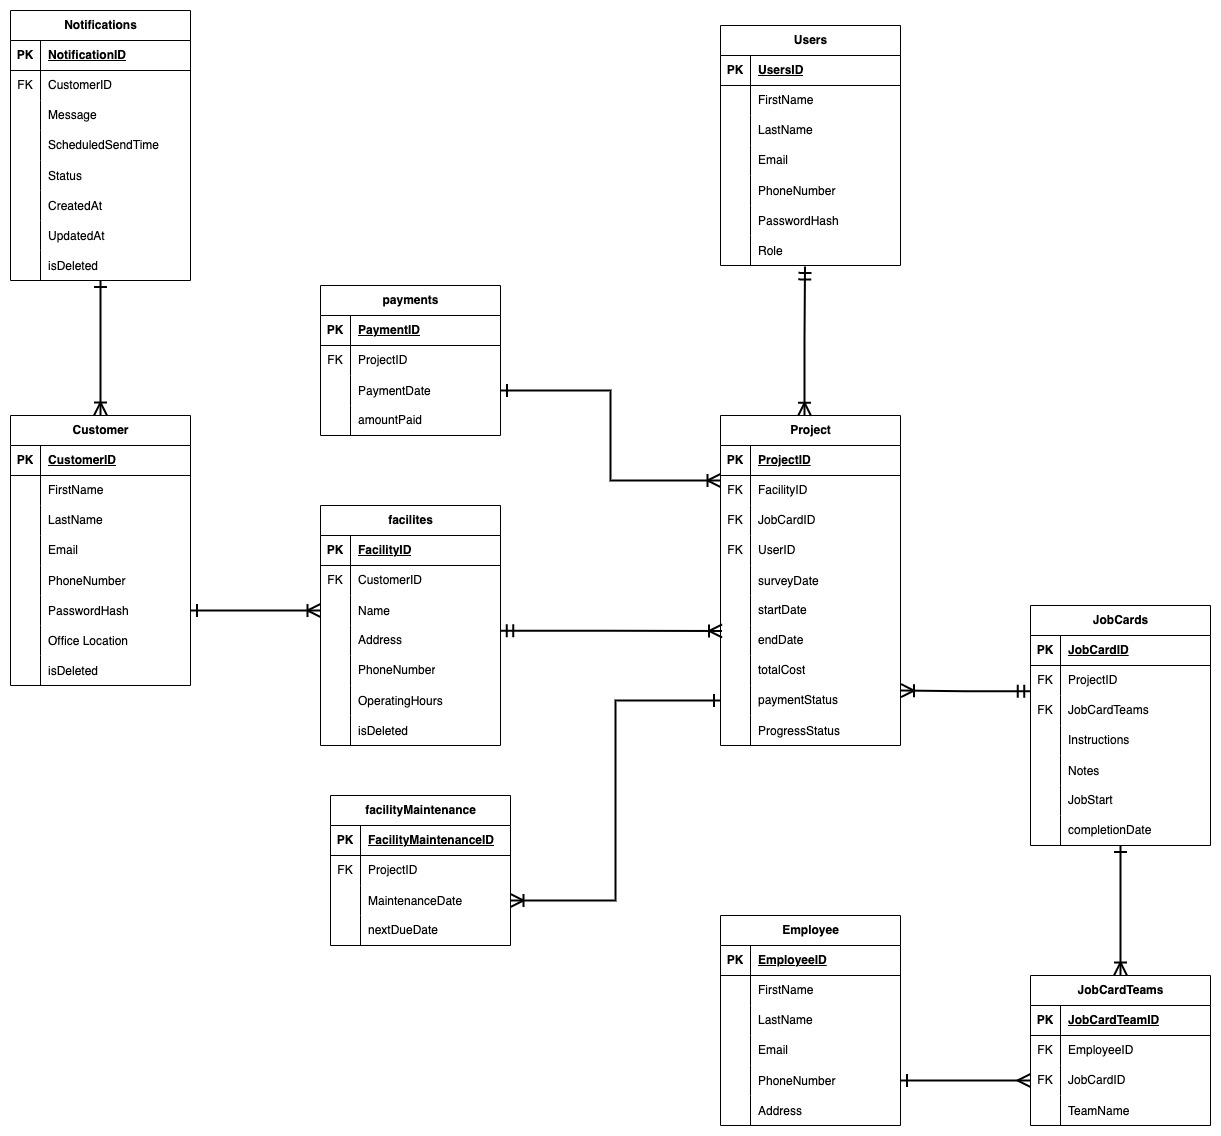 Notifications
PK NotificationID
FK CustomerID
Message
ScheduledSendTime
Status
CreatedAt
UpdatedAt
isDeleted
Users
PK UsersID
FirstName
LastName
Email
PhoneNumber
PasswordHash
Role
payments
PK PaymentID
FK ProjectID
PaymentDate
amountPaid
Customer
PK CustomerID
FirstName
LastName
Email
PhoneNumber
PasswordHash
Office Location
isDeleted
facilites
PK FacilityID
FK CustomerID
Name
Address
PhoneNumber
OperatingHours
isDeleted
Project
PK ProjectID
FK FacilityID
FK JobCardID
FK UserID
surveyDate
startDate
endDate
totalCost
paymentStatus
ProgressStatus
JobCards
PK JobCardID
FK ProjectID
FK JobCardTeams
Instructions
Notes
JobStart
completionDate
facilityMaintenance
PK FacilityMaintenanceID
FK ProjectID
MaintenanceDate
nextDueDate
Employee
PK EmployeeID
FirstName
LastName
Email
PhoneNumber
Address
JobCardTeams
PK JobCardTeamID
FK EmployeeID
FK JobCardID
TeamName